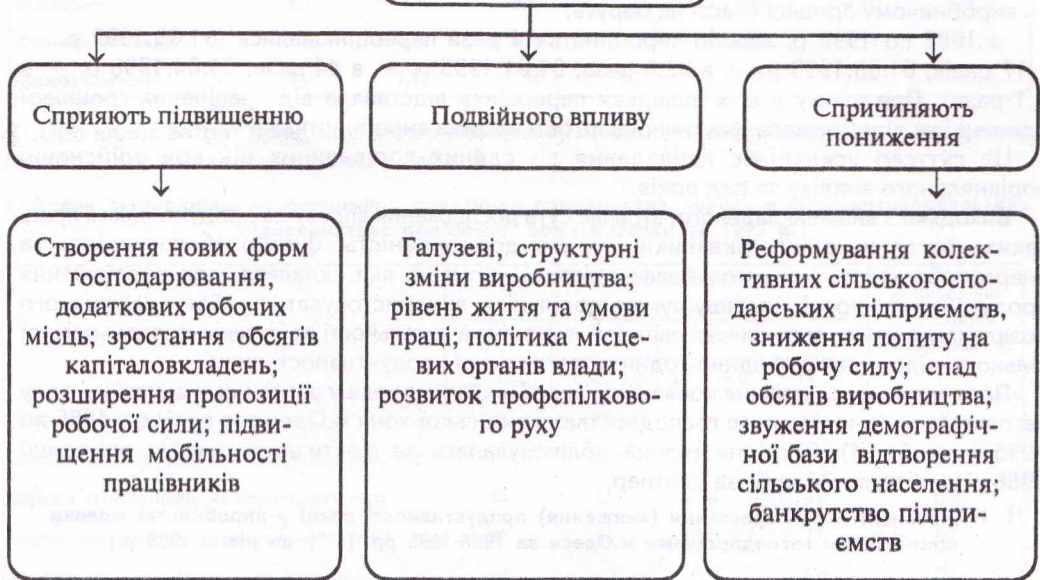 Сприяють підвищенню
Подвійного впливу
Спричиняють
пониження
Створення ринкових форм
господарювання,
додаткових робочих
місць; зростання обсягів
капіталовкладень;
розширення пропозиції
робочої сили; підви-
щення мобільності
працівників
Галузеві, структурні
зміни виробництва;
рівень життя та умови
праці; політика місце-
вих органів влади;
розвиток профспілково-
го руху
Реформування колек-
тивних сільськогоспо-
дарських підприємств,
зниження попиту на
робочу силу; спад
обсягів виробництва;
звуження демографіч-
ної бази відтворення
сільського населення;
банкрутство підпри-
ємств